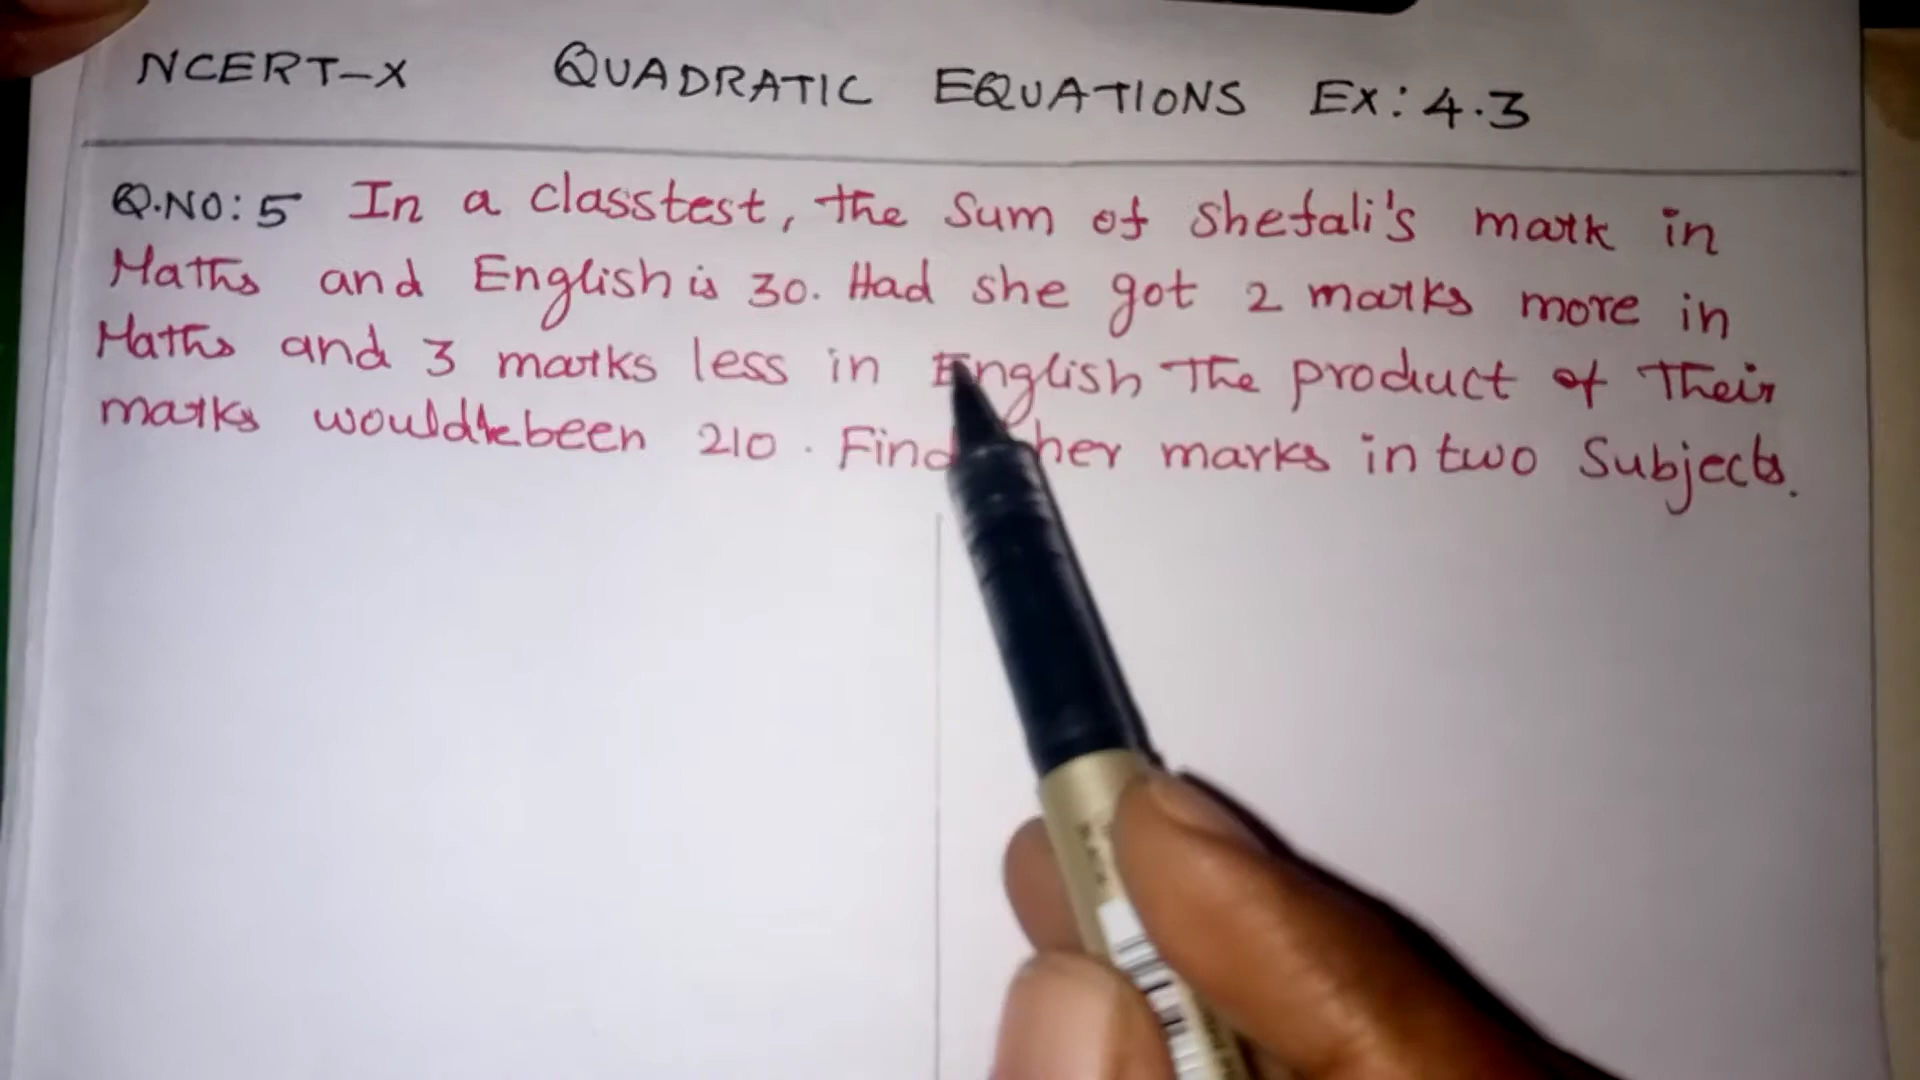 NCERT-X QUADRATIC EQUATIONS EX: 4.3
Q.NO: 5 In a classtest, the Sum of Shefali's mark in
Maths and English is 30. Had she got 2 marks more in
Maths and 3 marks less in English The product of Their
marks would been 210. Find her marks in two Subjects.